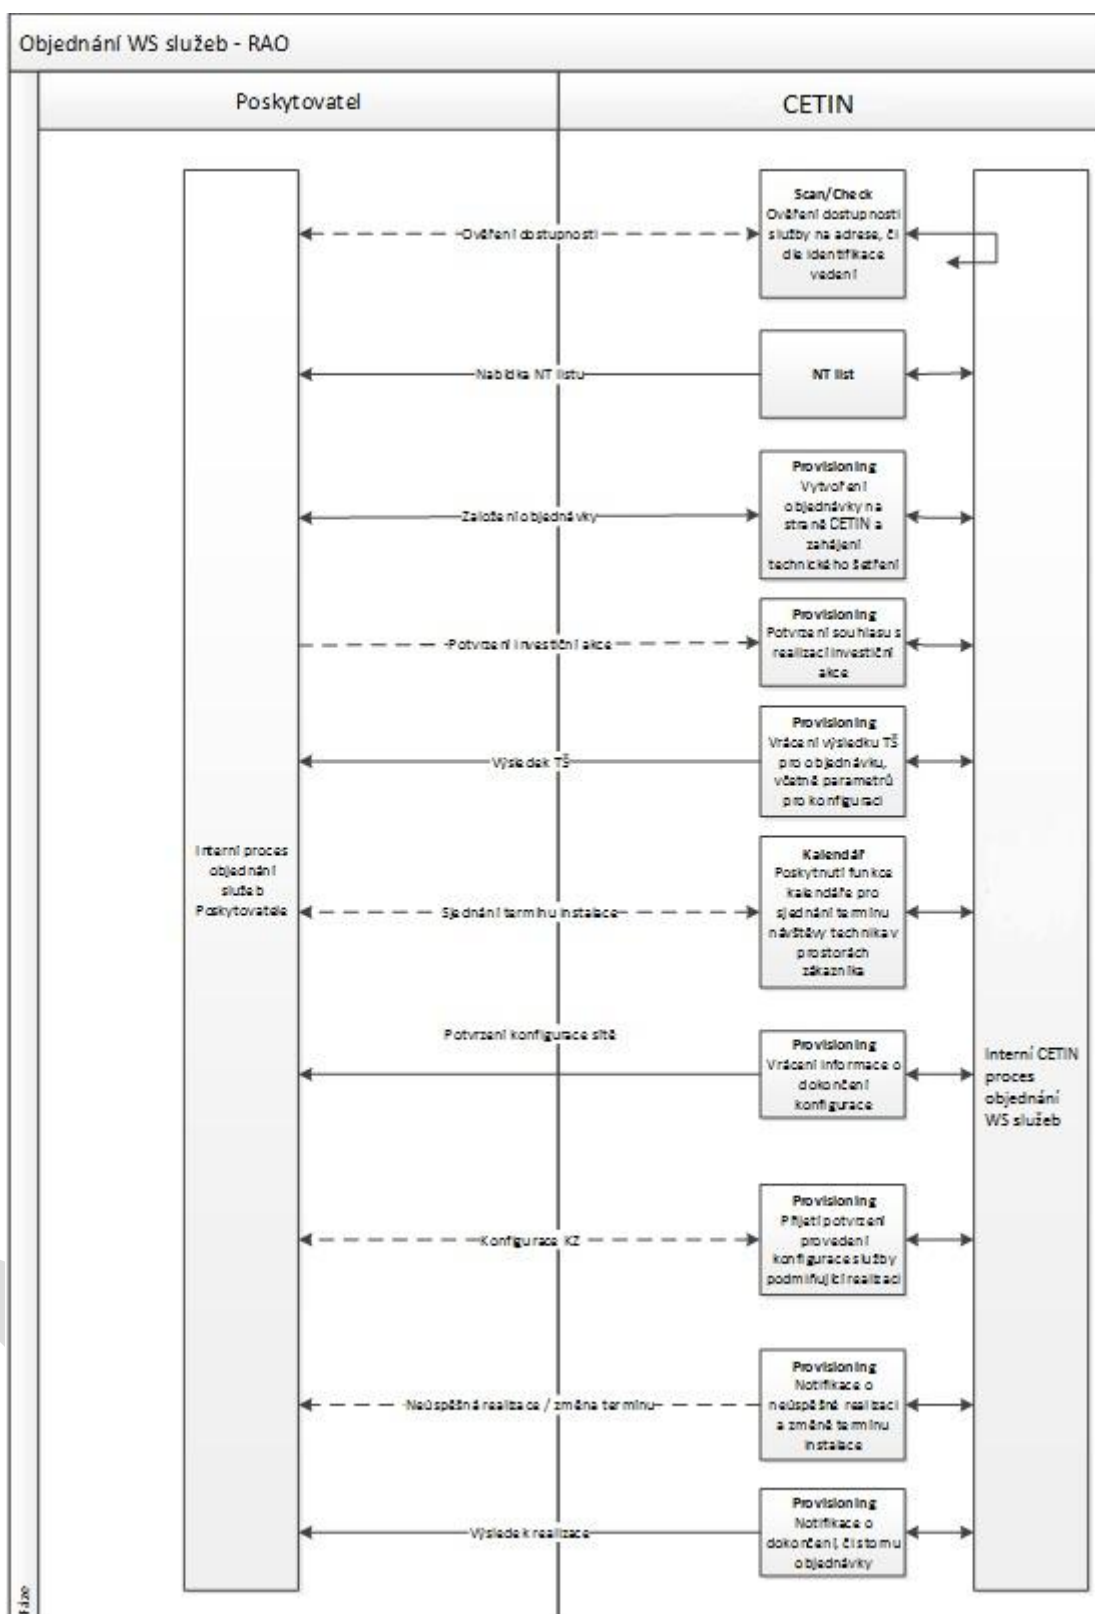 Objednání WS služeb - RAO
Poskytovatel
CETIN
Scan/Check
Ověření dostupnosti
služby na adrese, či
dle identifikace
vedení
Ověření dostupnosti
NT list
Nabídka NT listu
Provisioning
Vytvoření
objednávky na
straně CETIN a
zahájení
technického šetření
Založení objednávky
Provisioning
Potvrzení souhlasu s
realizací investiční
akce
Potvrzení investiční akce
Provisioning
Vrácení výsledku TŠ
pro objednávku,
včetně parametrů
pro konfiguraci
Výsledek TŠ
Interní proces
objednání
služeb
Poskytovatele
Kalendář
Poskytnutí funkce
kalendáře pro
sjednání termínu
návštěvy technika v
prostorách
zákazníka
Sjednání termínu instalace
Potvrzení konfigurace sítě
Provisioning
Vrácení informace o
dokončení
konfigurace
Interní CETIN
proces
objednání
WS služeb
Provisioning
Přijetí potvrzení
provedení
konfigurace služby
podmiňující realizaci
Konfigurace KZ
Provisioning
Notifikace o
neúspěšné realizaci
a změně termínu
instalace
Neúspěšná realizace / změna termínu
Provisioning
Notifikace o
dokončení, či stornu
objednávky
Výsledek realizace
Fáze